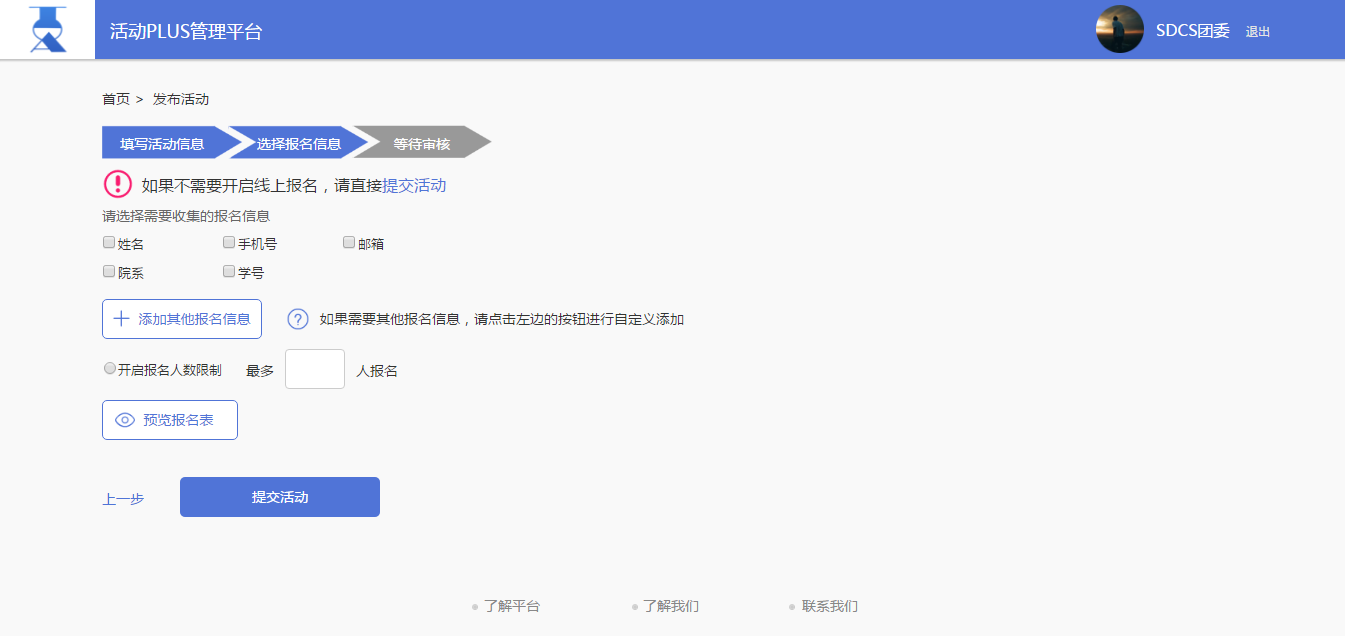 活动PLUS管理平台 SDCS团委 退出
首页 > 发布活动
填写活动信息 选择报名信息 等待审核
如果不需要开启线上报名，请直接提交活动
请选择需要收集的报名信息
姓名 手机号 邮箱
院系 学号
添加其他报名信息 ? 如果需要其他报名信息，请点击左边的按钮进行自定义添加
开启报名人数限制 最多 人报名
预览报名表
上一步 提交活动
了解平台 了解我们 联系我们